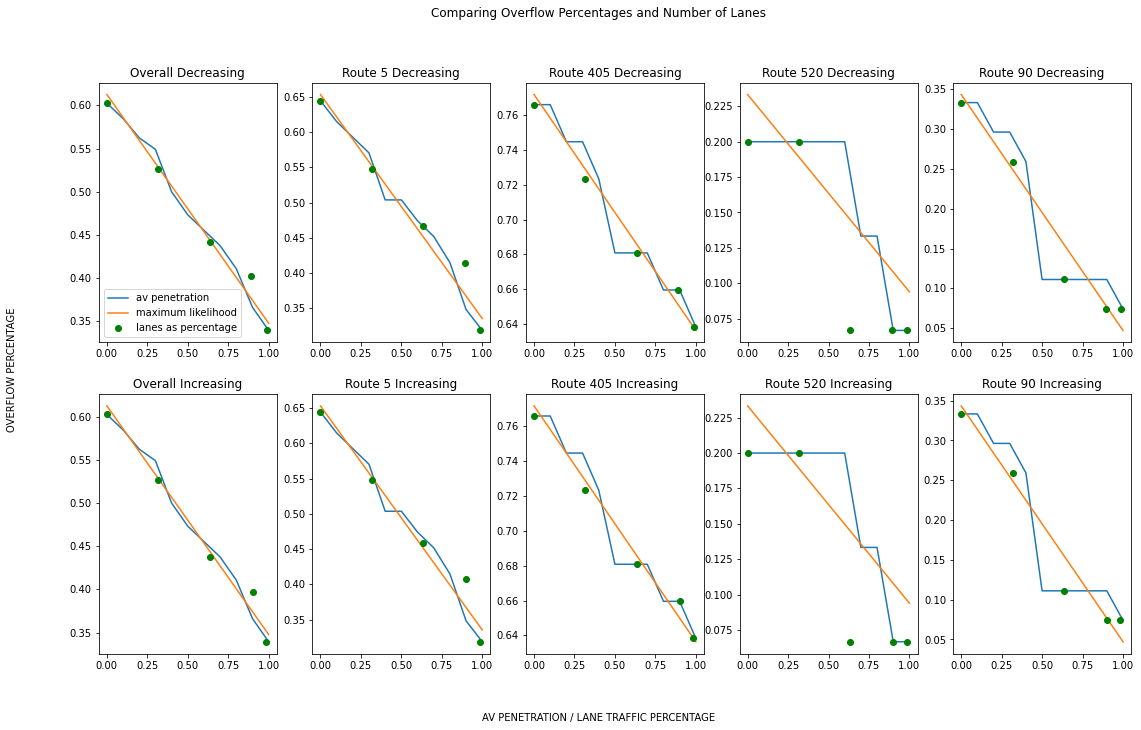 Comparing Overflow Percentages and Number of Lanes
Overall Decreasing
Route 5 Decreasing
Route 405 Decreasing
Route 520 Decreasing
Route 90 Decreasing
0.60
0.55
0.50
0.45
0.40
0.35
av penetration
maximum likelihood
lanes as percentage
0.00 0.25 0.50 0.75 1.00
0.65
0.60
0.55
0.50
0.45
0.40
0.35
0.00 0.25 0.50 0.75 1.00
0.76
0.74
0.72
0.70
0.68
0.66
0.64
0.00 0.25 0.50 0.75 1.00
0.225
0.200
0.175
0.150
0.125
0.100
0.075
0.00 0.25 0.50 0.75 1.00
0.35
0.30
0.25
0.20
0.15
0.10
0.05
0.00 0.25 0.50 0.75 1.00
OVERFLOW PERCENTAGE
Overall Increasing
Route 5 Increasing
Route 405 Increasing
Route 520 Increasing
Route 90 Increasing
0.60
0.55
0.50
0.45
0.40
0.35
0.00 0.25 0.50 0.75 1.00
0.65
0.60
0.55
0.50
0.45
0.40
0.35
0.00 0.25 0.50 0.75 1.00
0.76
0.74
0.72
0.70
0.68
0.66
0.64
0.00 0.25 0.50 0.75 1.00
0.225
0.200
0.175
0.150
0.125
0.100
0.075
0.00 0.25 0.50 0.75 1.00
0.35
0.30
0.25
0.20
0.15
0.10
0.05
0.00 0.25 0.50 0.75 1.00
AV PENETRATION / LANE TRAFFIC PERCENTAGE